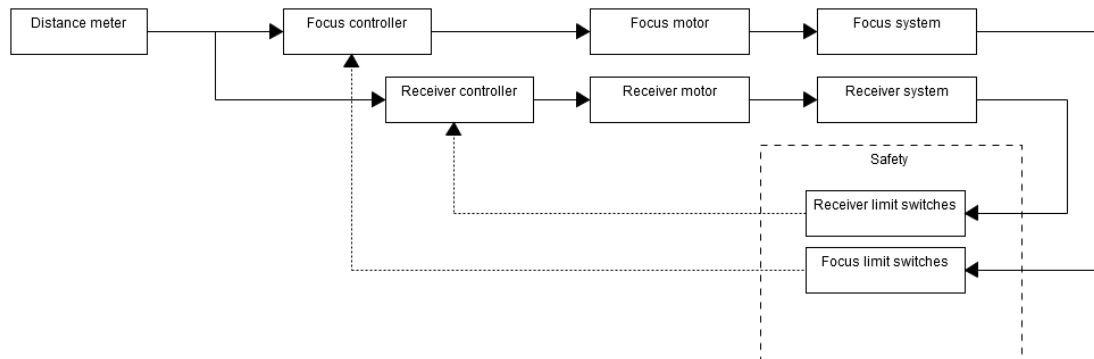 Distance meter
Focus controller
Focus motor
Focus system
Receiver controller
Receiver motor
Receiver system
Safety
Receiver limit switches
Focus limit switches